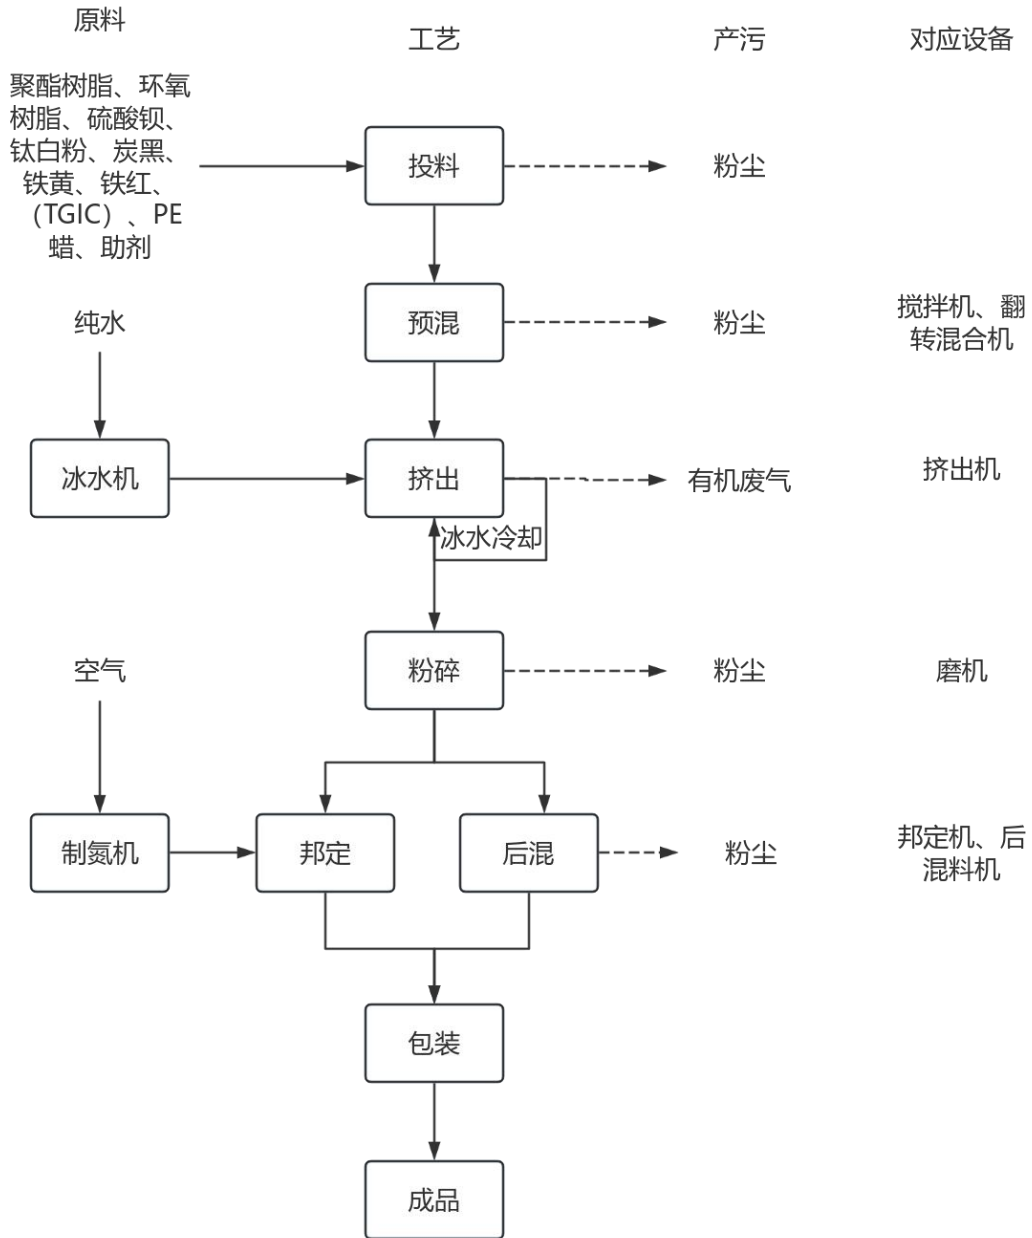 原料
工艺
产污
对应设备
聚酯树脂、环氧
树脂、硫酸钡、
钛白粉、炭黑、
铁黄、铁红、
（TGIC）、PE
蜡、助剂
投料
粉尘
纯水
预混
粉尘
搅拌机、翻
转混合机
冰水机
挤出
有机废气
挤出机
冰水冷却
空气
粉碎
粉尘
磨机
制氮机
邦定
后混
粉尘
邦定机、后
混料机
包装
成品